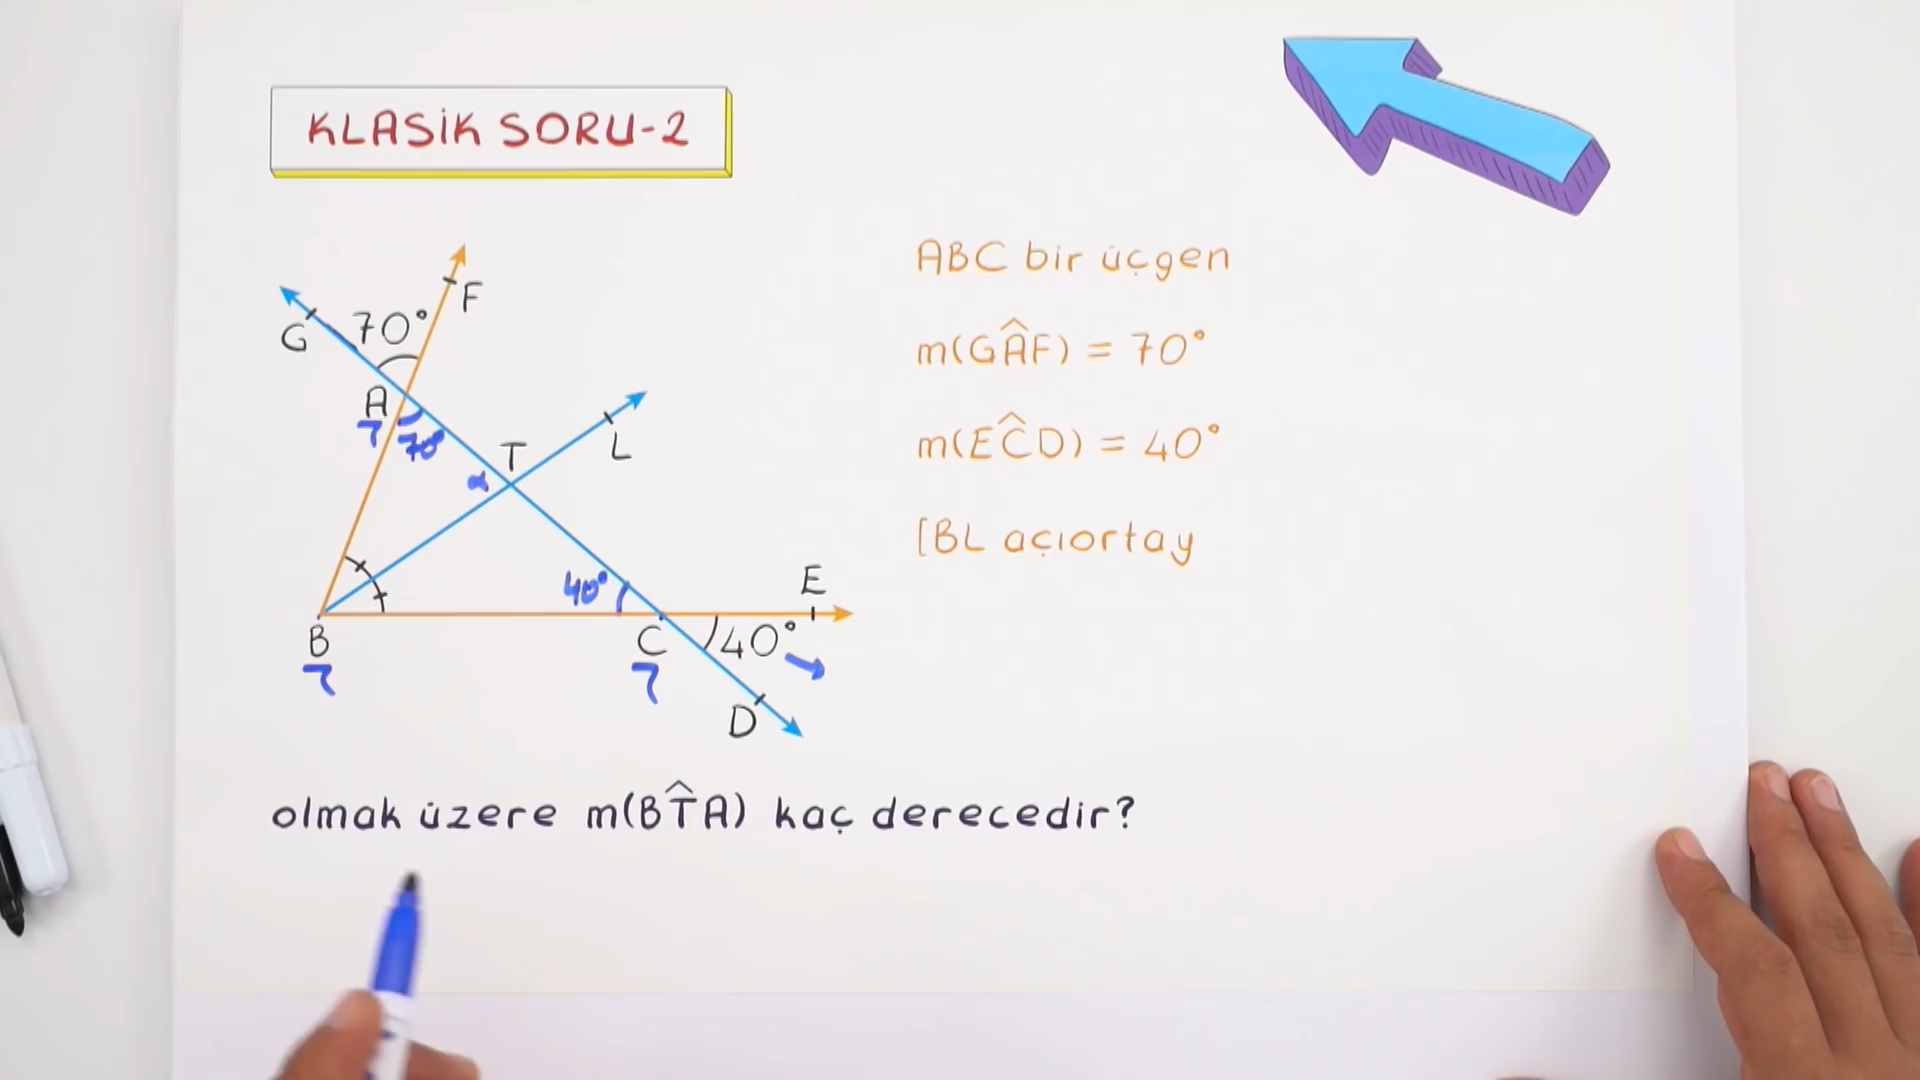 KLASİK SORU-2
F
G
70°
A
70°
T
L
α
40°
E
B
C
40°
D
ABC bir üçgen
m(GÂF) = 70°
m(EĈD) = 40°
[BL açıortay
olmak üzere m(BT̂A) kaç derecedir?